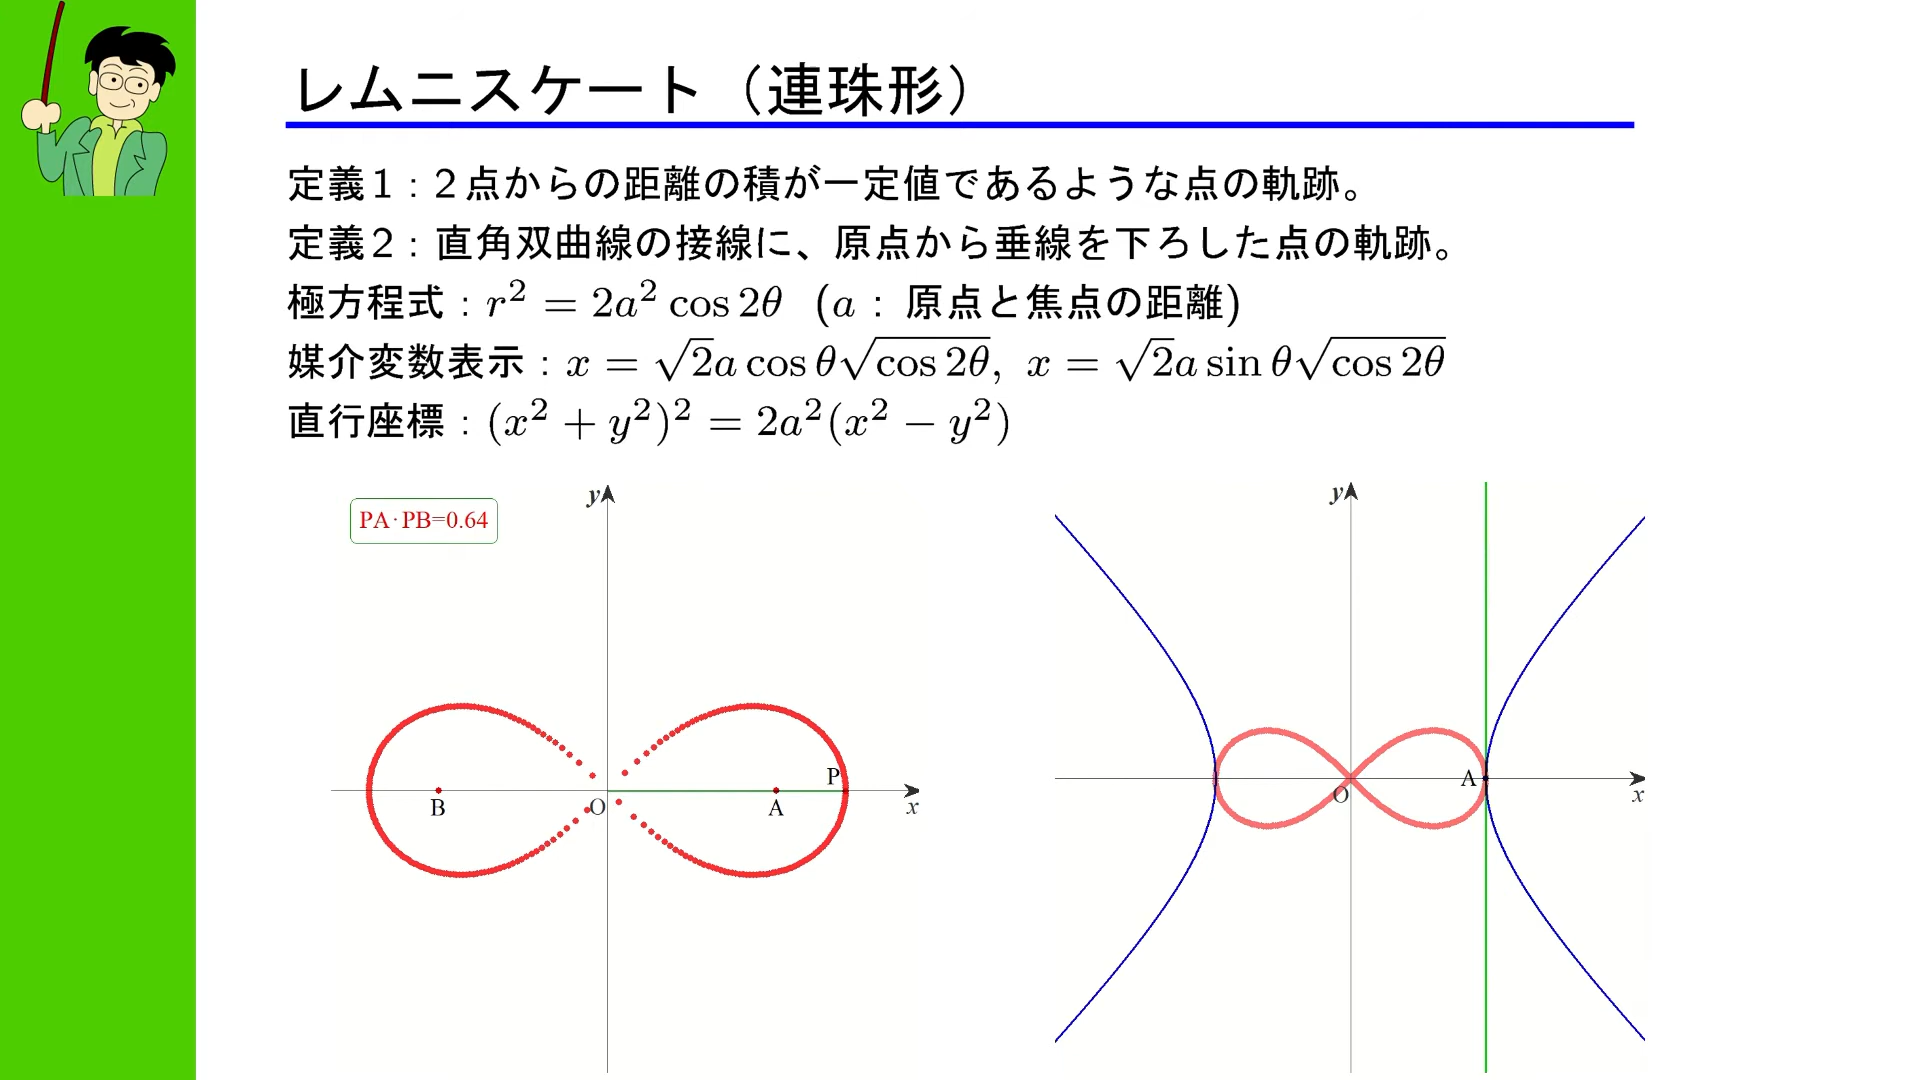 レムニスケート（連珠形）
定義１：２点からの距離の積が一定値であるような点の軌跡。
定義２：直角双曲線の接線に、原点から垂線を下ろした点の軌跡。
極方程式：r² = 2a² cos 2θ (a： 原点と焦点の距離)
媒介変数表示：x = √2a cos θ√cos 2θ, x = √2a sin θ√cos 2θ
直行座標：(x² + y²)² = 2a²(x² − y²)
PA·PB=0.64
y
P
B
O
A
x
y
A
O
x